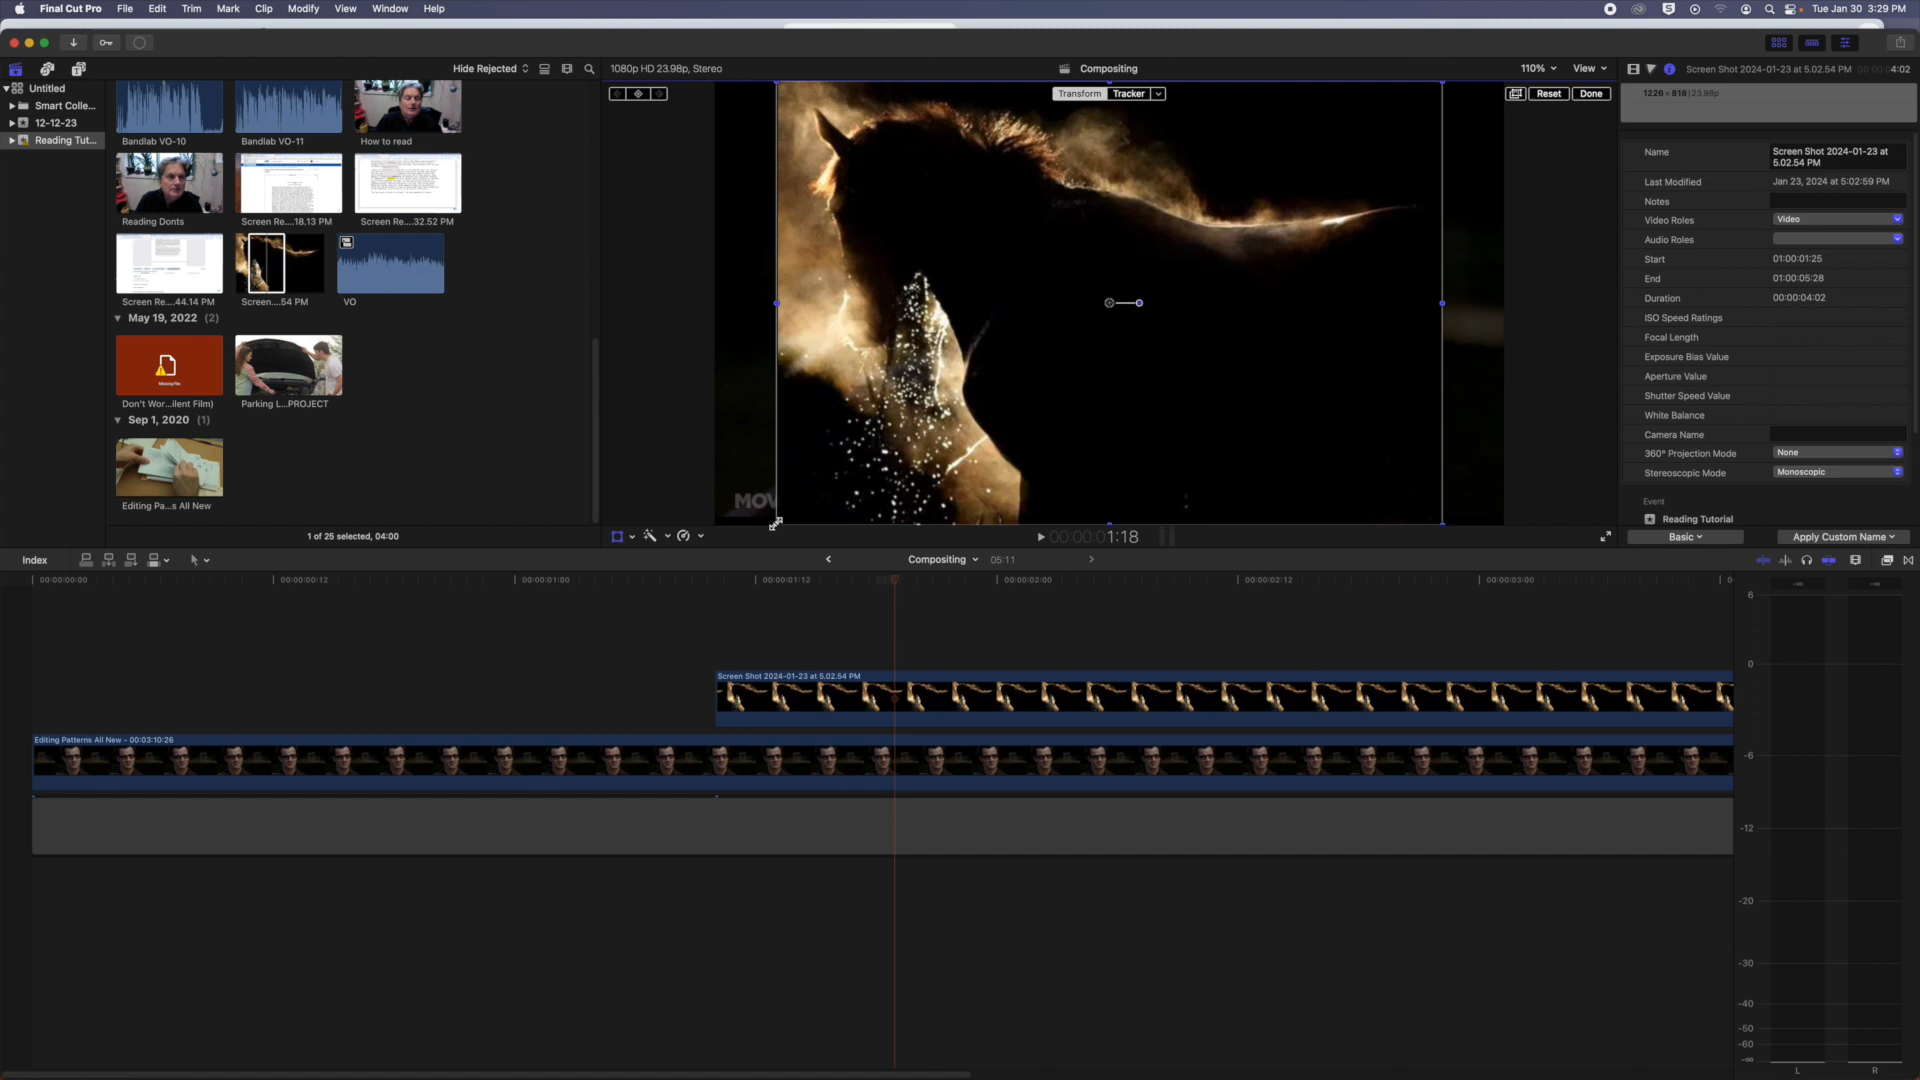 Final Cut Pro File Edit Trim Mark Clip Modify View Window Help
Tue Jan 30 3:29 PM
Hide Rejected
1080p HD 23.98p, Stereo
Compositing
110%
View
Screen Shot 2024-01-23 at 5.02.54 PM
4:02
Untitled
Smart Colle...
12-12-23
Reading Tut...
Bandlab VO-10
Bandlab VO-11
How to read
Reading Donts
Screen Re....18.13 PM
Screen Re....32.52 PM
Screen Re....44.14 PM
Screen....54 PM
VO
May 19, 2022 (2)
Missing File
Don't Wor...ilent Film)
Parking L...PROJECT
Sep 1, 2020 (1)
Editing Pa...s All New
1 of 25 selected, 04:00
Transform Tracker
Reset Done
MOV
00:00:01:18
1226 × 818 | 23.98p
Name Screen Shot 2024-01-23 at
5.02.54 PM
Last Modified Jan 23, 2024 at 5:02:59 PM
Notes
Video Roles Video
Audio Roles
Start 01:00:01:25
End 01:00:05:28
Duration 00:00:04:02
ISO Speed Ratings
Focal Length
Exposure Bias Value
Aperture Value
Shutter Speed Value
White Balance
Camera Name
360° Projection Mode None
Stereoscopic Mode Monoscopic
Event
Reading Tutorial
Basic
Apply Custom Name
Index
Compositing 05:11
00:00:00:00
00:00:00:12
00:00:01:00
00:00:01:12
00:00:02:00
00:00:02:12
00:00:03:00
Screen Shot 2024-01-23 at 5.02.54 PM
Editing Patterns All New - 00:03:10:26
-∞ -∞
6
0
-6
-12
-20
-30
-40
-50
-60
-∞
L R